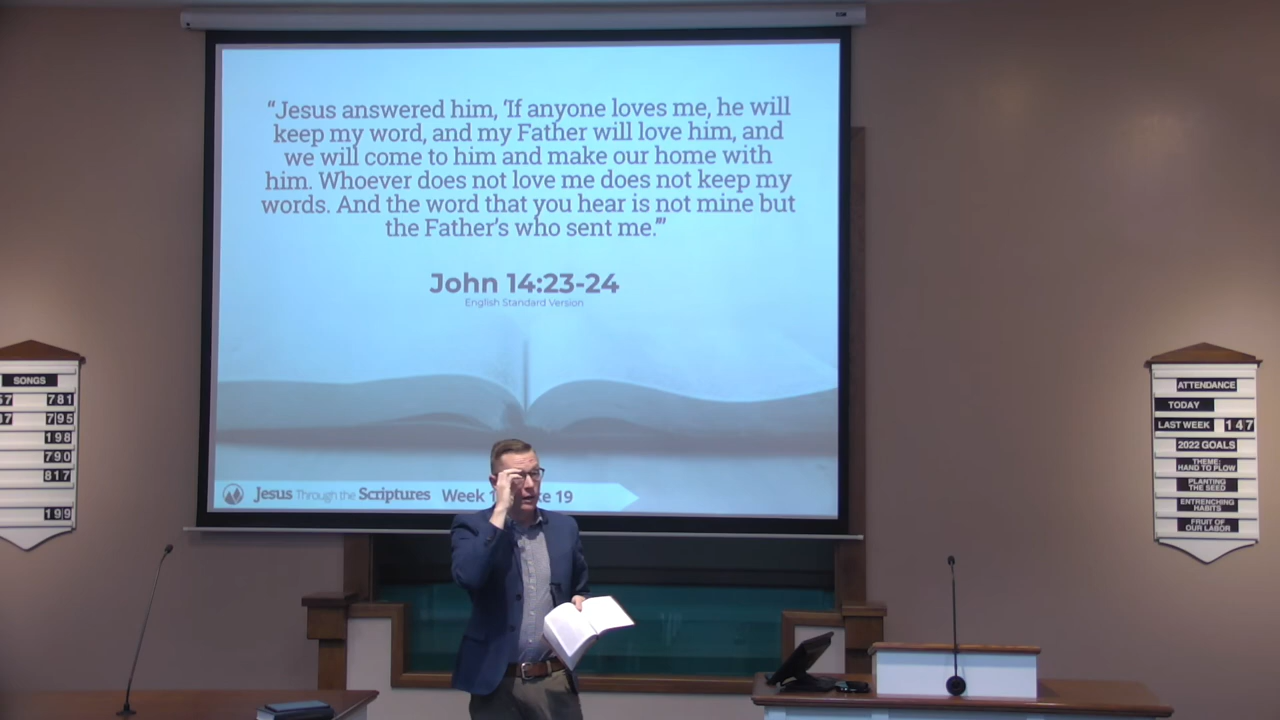 “Jesus answered him, ‘If anyone loves me, he will
keep my word, and my Father will love him, and
we will come to him and make our home with
him. Whoever does not love me does not keep my
words. And the word that you hear is not mine but
the Father’s who sent me.’”
John 14:23-24
English Standard Version
Jesus Through the Scriptures Week 19
SONGS
781
795
198
790
817
199
ATTENDANCE
TODAY
LAST WEEK 147
2022 GOALS
THEME:
HAND TO PLOW
PLANTING
THE SEED
ENTRENCHING
HABITS
FRUIT OF
OUR LABOR